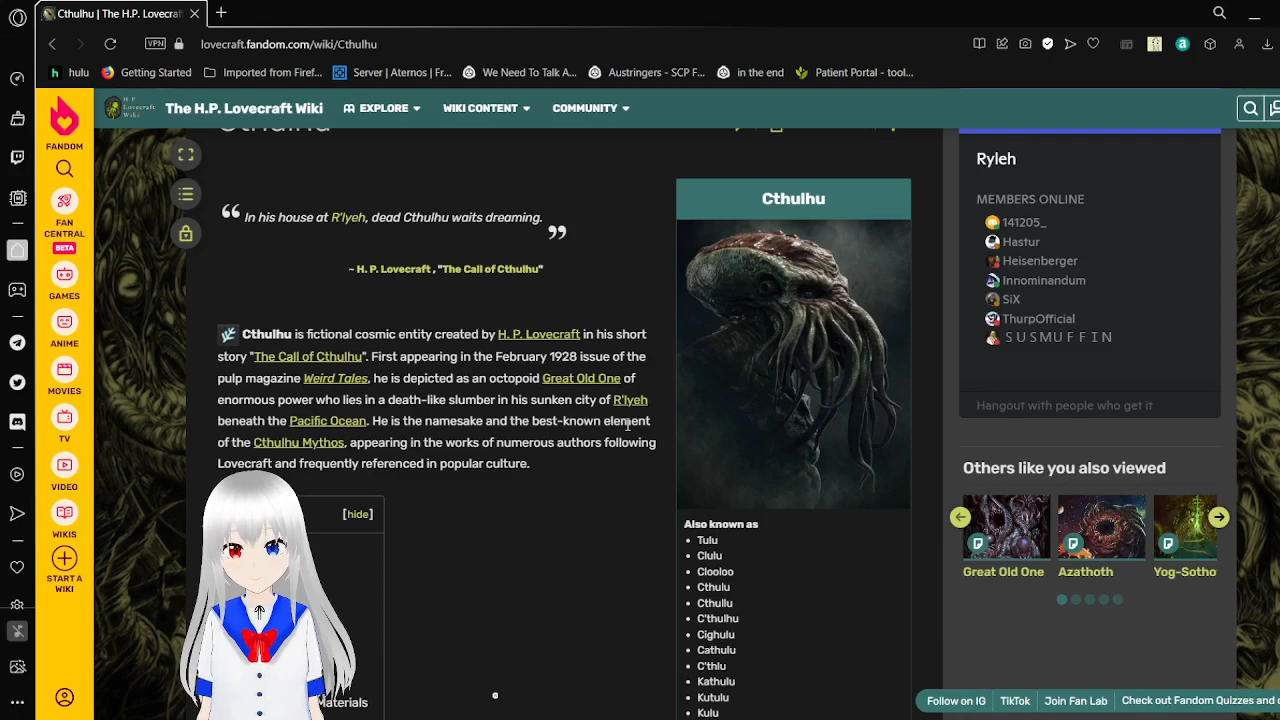 Cthulhu | The H.P. Lovecraft
VPN
lovecraft.fandom.com/wiki/Cthulhu
h hulu
Getting Started
Imported from Firef...
Server | Aternos | Fr...
We Need To Talk A...
Austringers - SCP F...
in the end
Patient Portal - tool...
The H.P. Lovecraft Wiki
EXPLORE
WIKI CONTENT
COMMUNITY
FANDOM
FAN
CENTRAL
BETA
GAMES
ANIME
MOVIES
TV
VIDEO
WIKIS
START A
WIKI
“ In his house at R'lyeh, dead Cthulhu waits dreaming. ”
~ H. P. Lovecraft , "The Call of Cthulhu"
Cthulhu is fictional cosmic entity created by H. P. Lovecraft in his short
story "The Call of Cthulhu". First appearing in the February 1928 issue of the
pulp magazine Weird Tales, he is depicted as an octopoid Great Old One of
enormous power who lies in a death-like slumber in his sunken city of R'lyeh
beneath the Pacific Ocean. He is the namesake and the best-known element
of the Cthulhu Mythos, appearing in the works of numerous authors following
Lovecraft and frequently referenced in popular culture.
[hide]
Materials
Cthulhu
Also known as
• Tulu
• Clulu
• Clooloo
• Cthulu
• Cthullu
• C'thulhu
• Cighulu
• Cathulu
• C'thlu
• Kathulu
• Kutulu
• Kulu
Ryleh
MEMBERS ONLINE
141205_
Hastur
Heisenberger
Innominandum
SiX
ThurpOfficial
S U S M U F F I N
Hangout with people who get it
Others like you also viewed
Great Old One
Azathoth
Yog-Sotho
Follow on IG
TikTok
Join Fan Lab
Check out Fandom Quizzes and